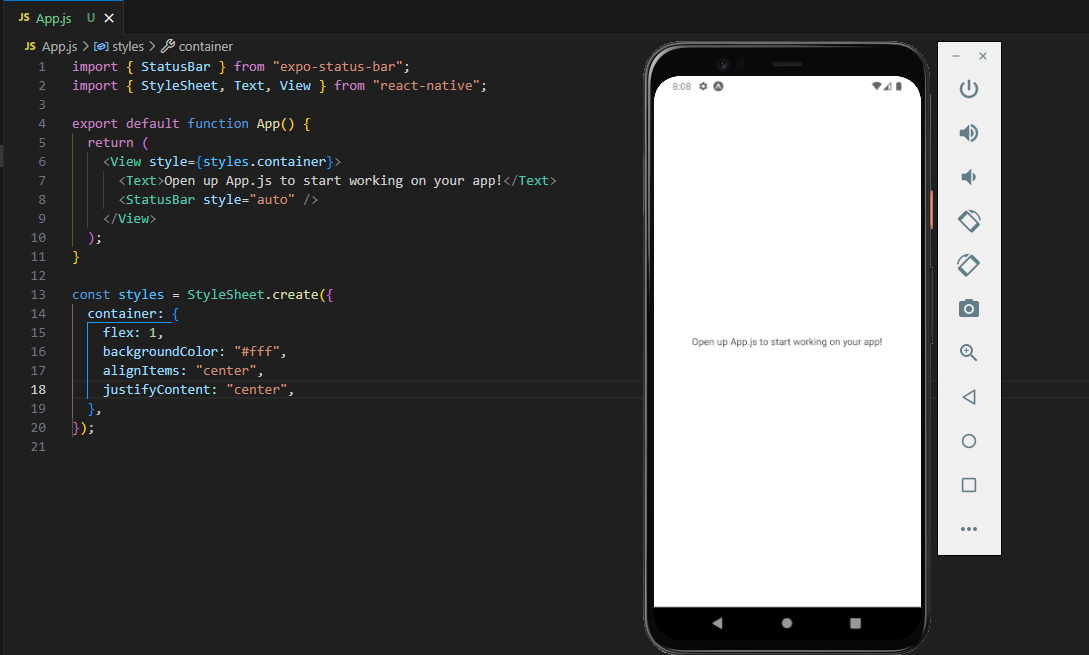 JS App.js U ×
JS App.js > styles > container
1 import { StatusBar } from "expo-status-bar";
2 import { StyleSheet, Text, View } from "react-native";
3
4 export default function App() {
5   return (
6     <View style={styles.container}>
7       <Text>Open up App.js to start working on your app!</Text>
8       <StatusBar style="auto" />
9     </View>
10   );
11 }
12
13 const styles = StyleSheet.create({
14   container: {
15     flex: 1,
16     backgroundColor: "#fff",
17     alignItems: "center",
18     justifyContent: "center",
19   },
20 });
21
8:08
Open up App.js to start working on your app!